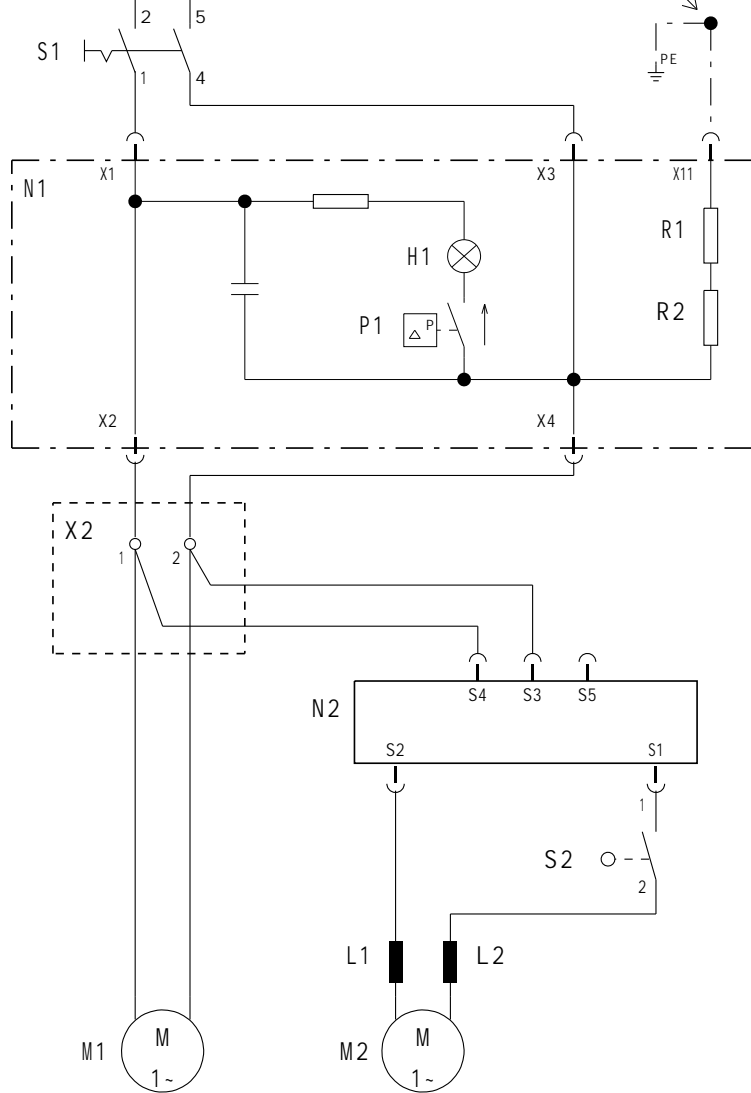 2 5
S1
1 4
PE
X1 X3 X11
N1
R1
H1
R2
P1 P
X2 X4
X2
1 2
S4 S3 S5
N2
S2 S1
1
S2
2
L1 L2
M1 M 1~
M2 M 1~